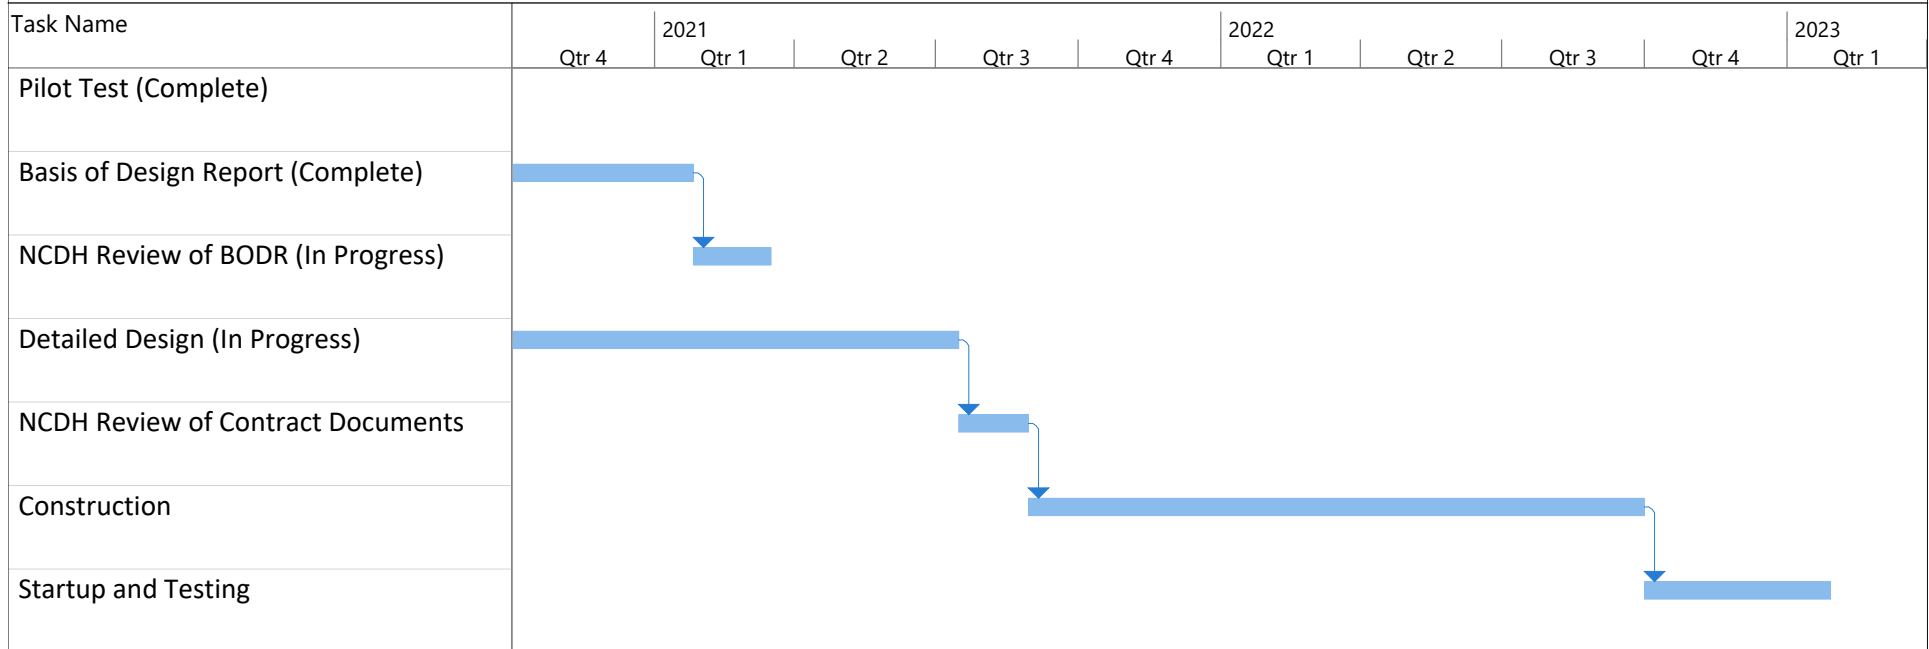 Task Name
2021 2022 2023
Qtr 4 Qtr 1 Qtr 2 Qtr 3 Qtr 4 Qtr 1 Qtr 2 Qtr 3 Qtr 4 Qtr 1
Pilot Test (Complete)
Basis of Design Report (Complete)
NCDH Review of BODR (In Progress)
Detailed Design (In Progress)
NCDH Review of Contract Documents
Construction
Startup and Testing